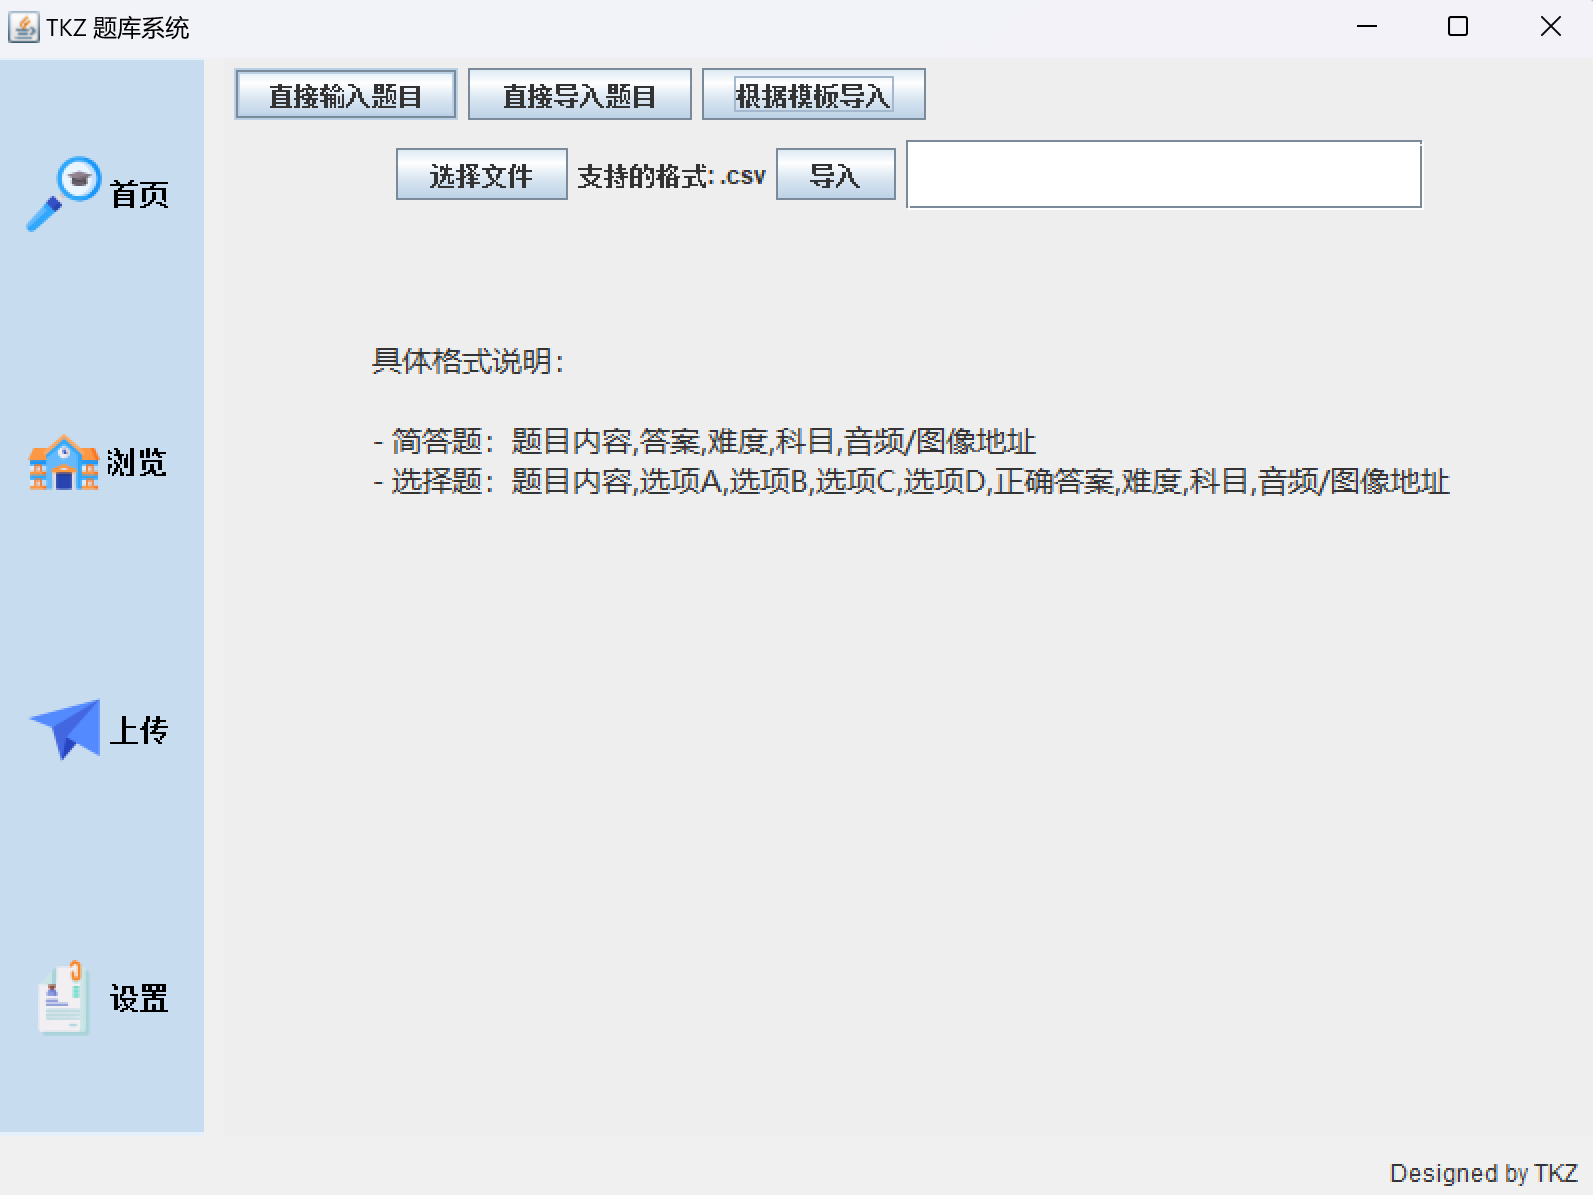 TKZ 题库系统
直接输入题目 直接导入题目 根据模板导入
选择文件 支持的格式: .csv 导入
首页
具体格式说明：
- 简答题：题目内容,答案,难度,科目,音频/图像地址
浏览
- 选择题：题目内容,选项A,选项B,选项C,选项D,正确答案,难度,科目,音频/图像地址
上传
设置
Designed by TKZ